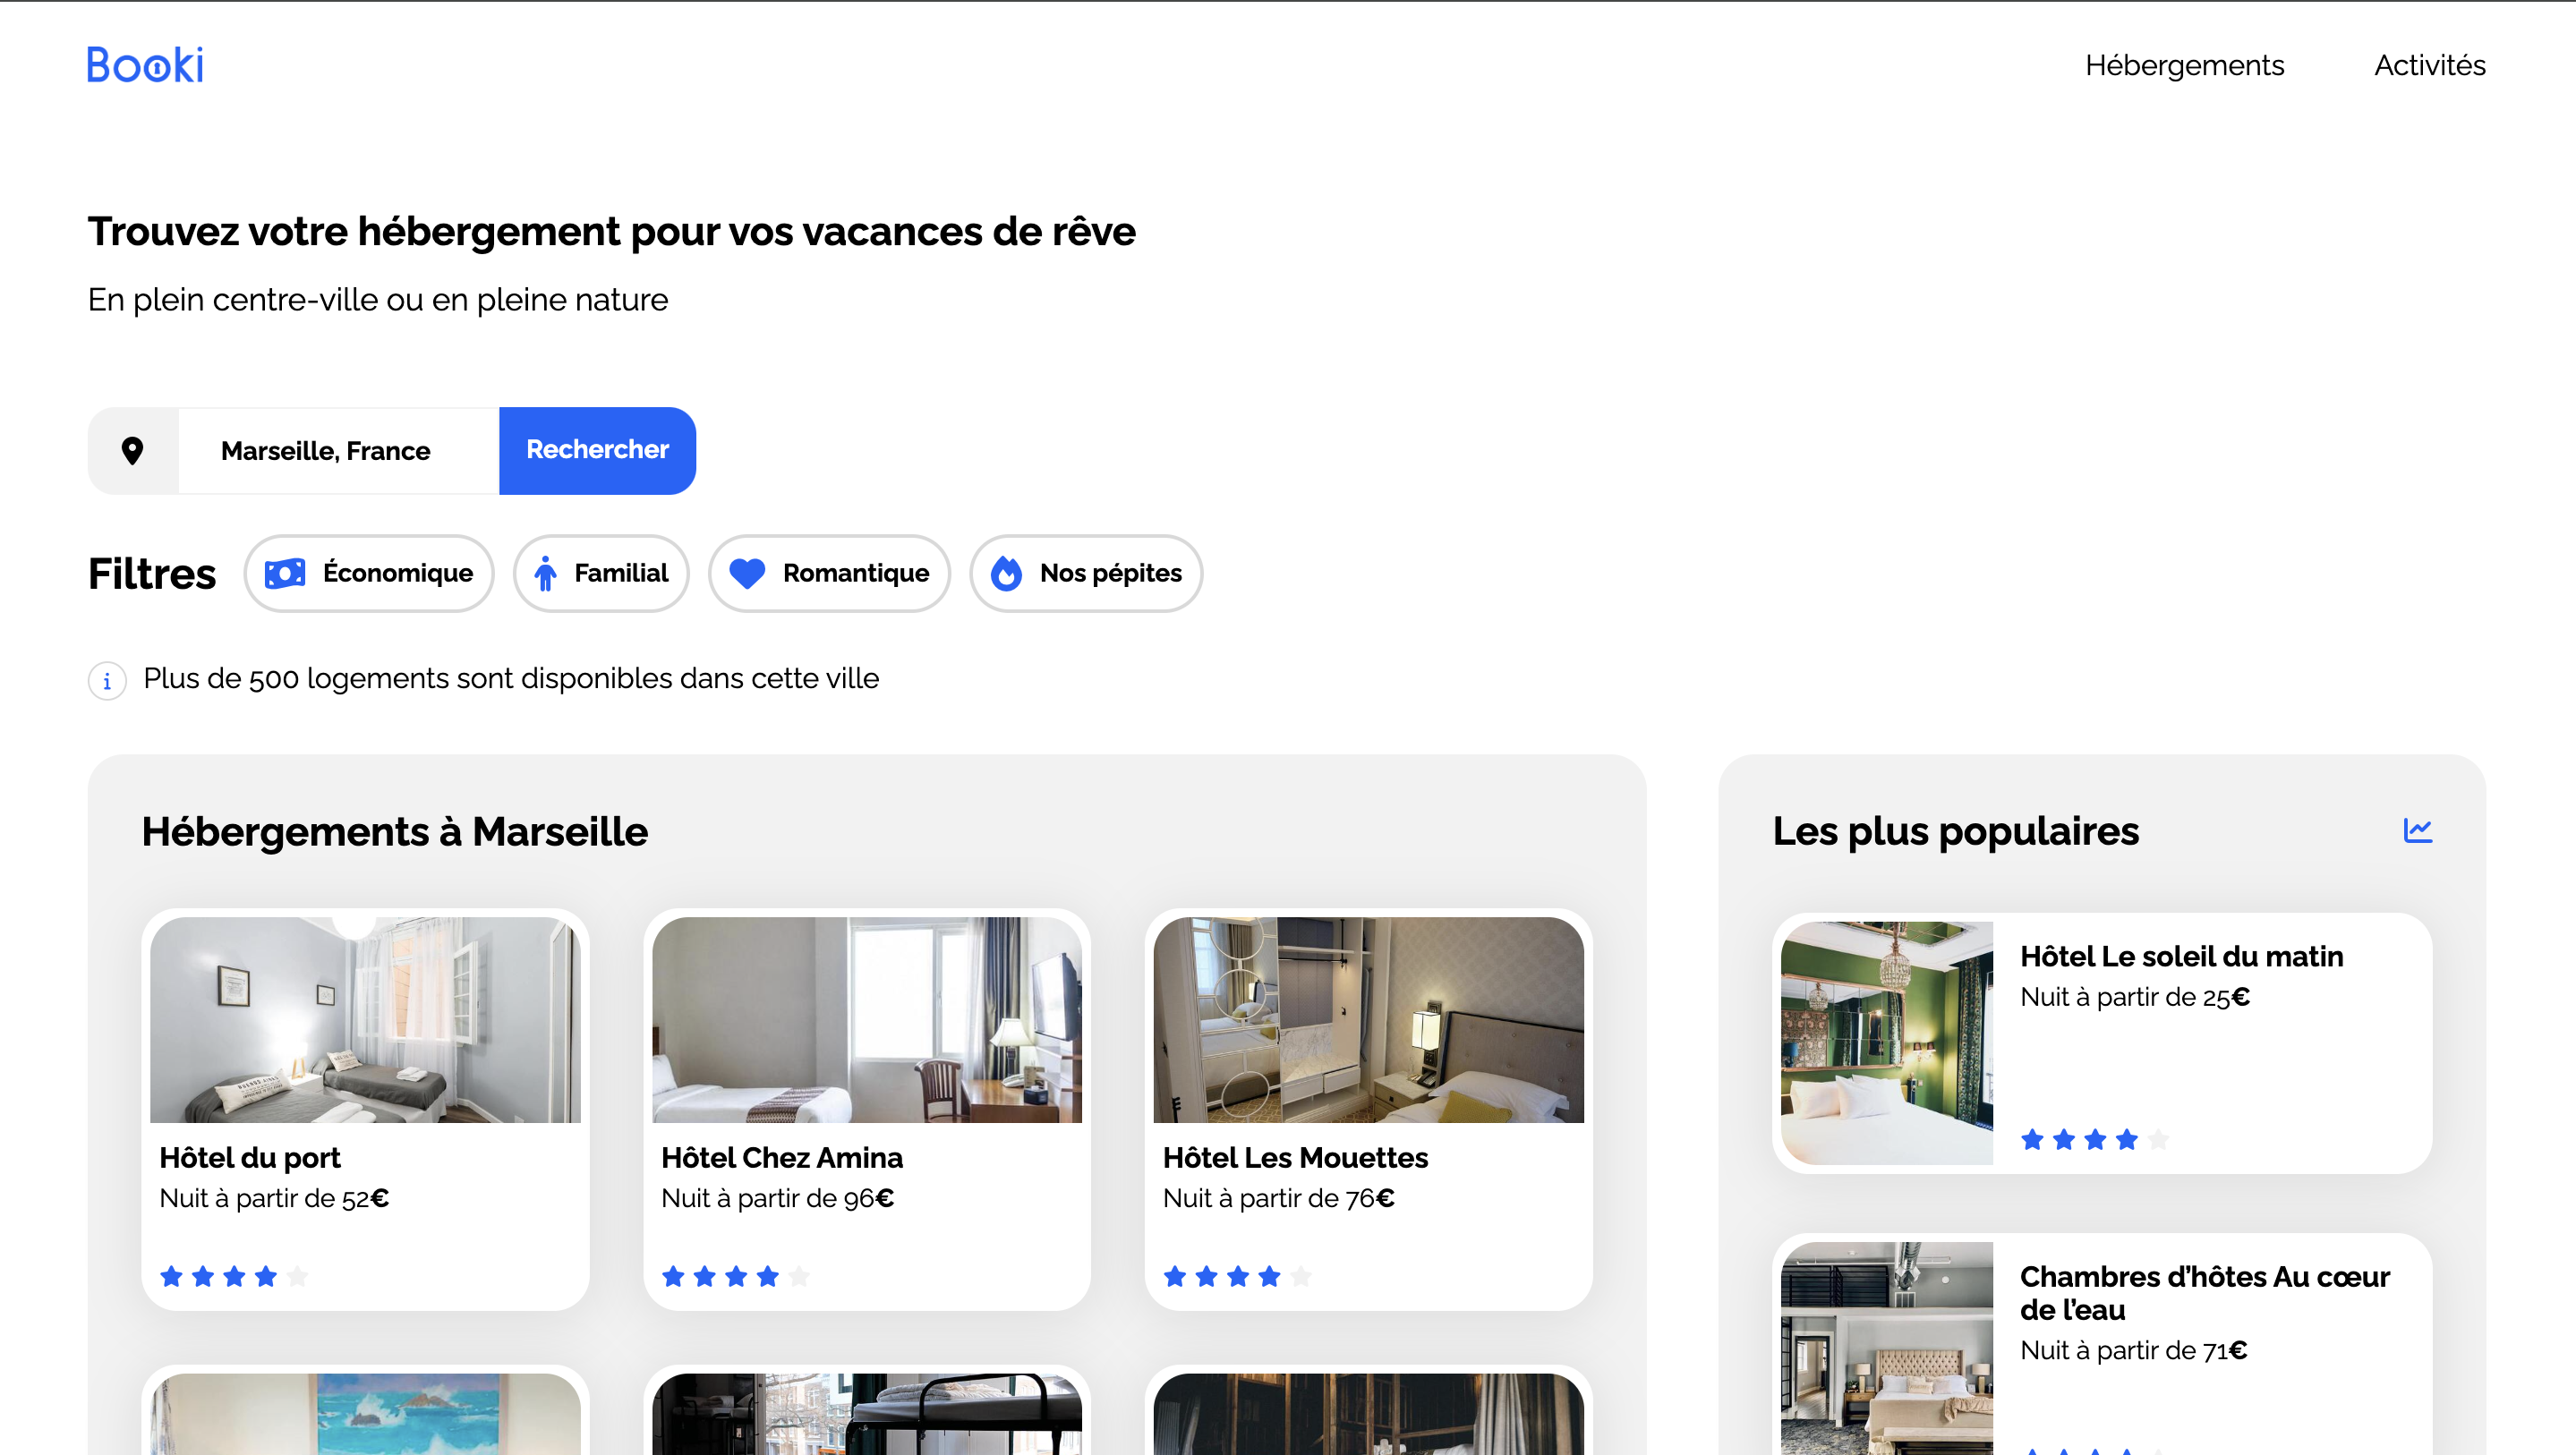 Booki
Hébergements
Activités
Trouvez votre hébergement pour vos vacances de rêve
En plein centre-ville ou en pleine nature
Marseille, France
Rechercher
Filtres
Économique
Familial
Romantique
Nos pépites
Plus de 500 logements sont disponibles dans cette ville
Hébergements à Marseille
Hôtel du port
Nuit à partir de 52€
Hôtel Chez Amina
Nuit à partir de 96€
Hôtel Les Mouettes
Nuit à partir de 76€
Les plus populaires
Hôtel Le soleil du matin
Nuit à partir de 25€
Chambres d’hôtes Au cœur
de l’eau
Nuit à partir de 71€